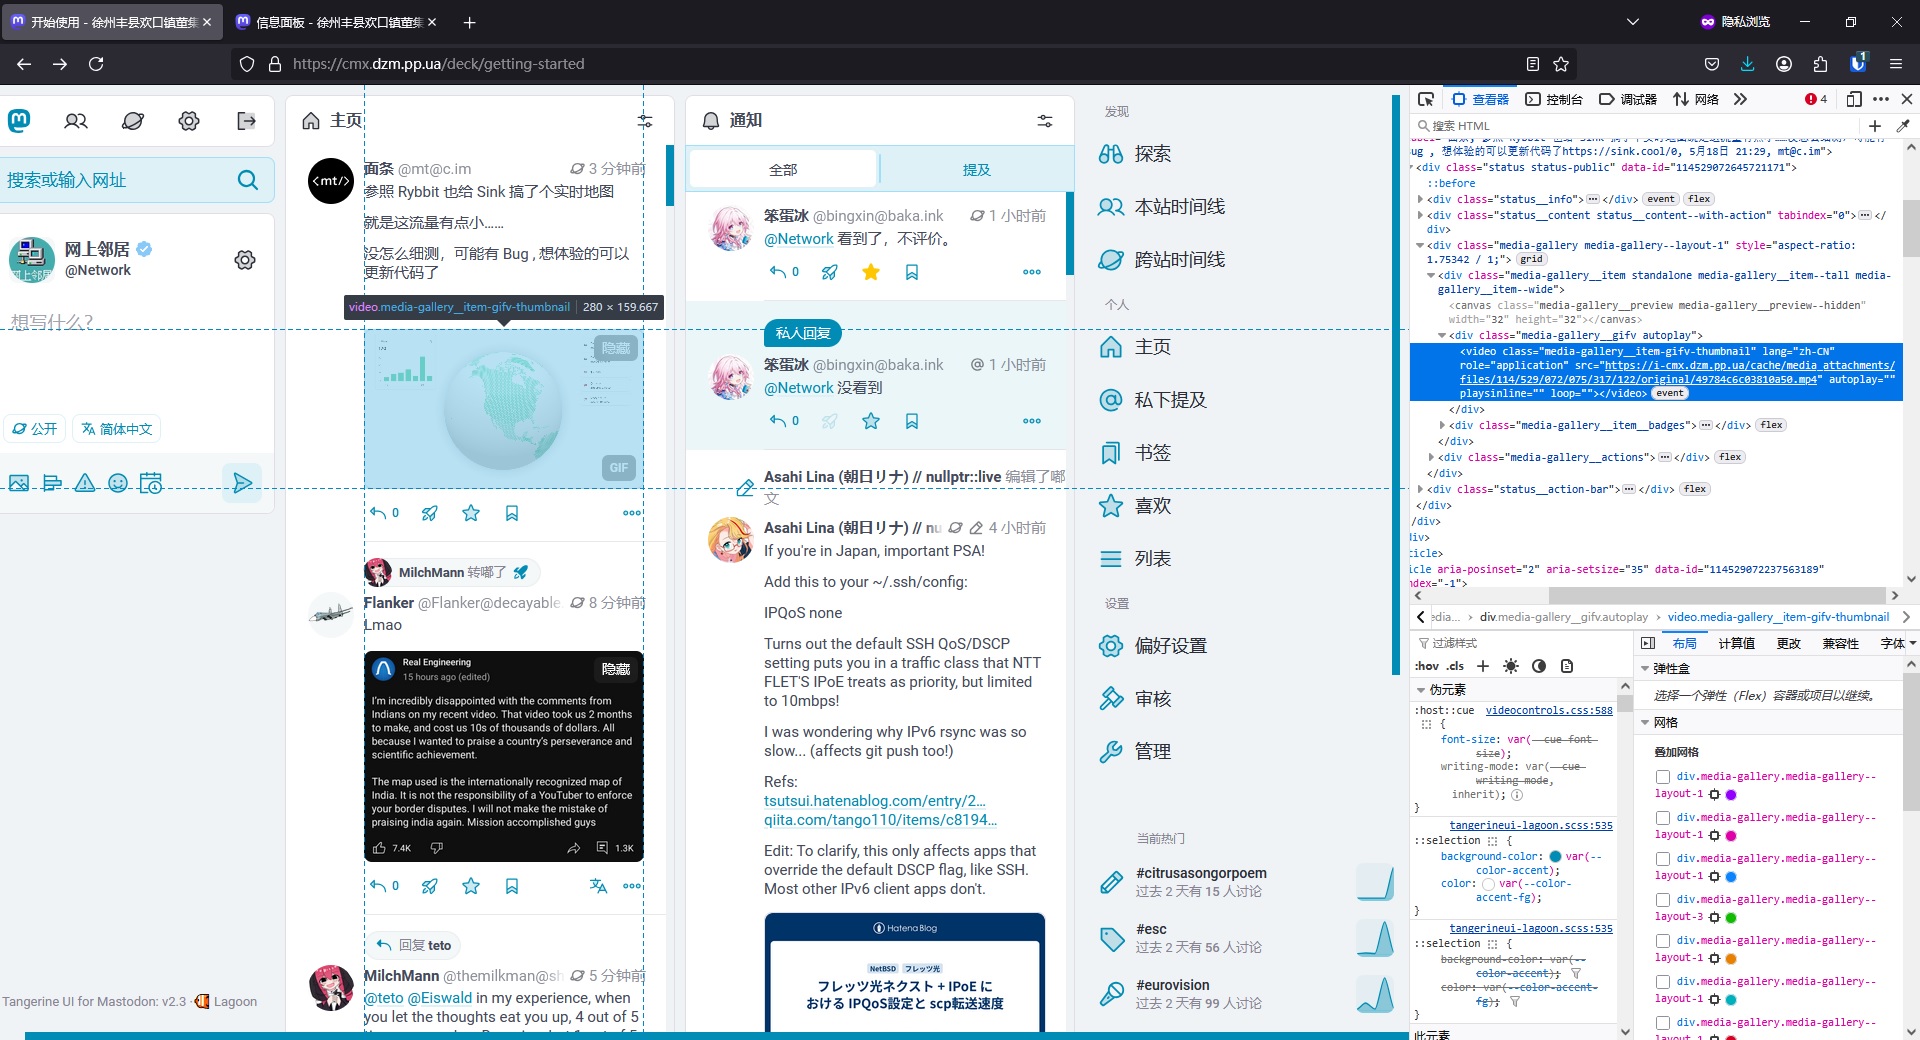 开始使用 - 徐州丰县欢口镇董集
信息面板 - 徐州丰县欢口镇董集
隐私浏览
https://cmx.dzm.pp.ua/deck/getting-started
搜索或输入网址
网上邻居
@Network
想写什么?
公开
简体中文
Tangerine UI for Mastodon: v2.3 · Lagoon
主页
<mt/>
面条 @mt@c.im 3 分钟前
参照 Rybbit 也给 Sink 搞了个实时地图
就是这流量有点小……
没怎么细测，可能有 Bug , 想体验的可以
更新代码了
video.media-gallery__item-gifv-thumbnail 280 × 159.667
隐藏
GIF
0
MilchMann 转嘟了
Flanker @Flanker@decayable. 8 分钟前
Lmao
Real Engineering
15 hours ago (edited)
隐藏
I'm incredibly disappointed with the comments from
Indians on my recent video. That video took us 2 months
to make, and cost us 10s of thousands of dollars. All
because I wanted to praise a country's perseverance and
scientific achievement.
The map used is the internationally recognized map of
India. It is not the responsibility of a YouTuber to enforce
your border disputes. I will not make the mistake of
praising india again. Mission accomplished guys
7.4K
1.3K
0
回复 teto
MilchMann @themilkman@sh 5 分钟前
@teto @Eiswald in my experience, when
you let the thoughts eat you up, 4 out of 5
通知
全部
提及
笨蛋冰 @bingxin@baka.ink 1 小时前
@Network 看到了，不评价。
0
私人回复
笨蛋冰 @bingxin@baka.ink 1 小时前
@Network 没看到
0
Asahi Lina (朝日リナ) // nullptr::live 编辑了嘟
文
Asahi Lina (朝日リナ) // nu 4 小时前
If you're in Japan, important PSA!
Add this to your ~/.ssh/config:
IPQoS none
Turns out the default SSH QoS/DSCP
setting puts you in a traffic class that NTT
FLET'S IPoE treats as priority, but limited
to 10mbps!
I was wondering why IPv6 rsync was so
slow... (affects git push too!)
Refs:
tsutsui.hatenablog.com/entry/2…
qiita.com/tango110/items/c8194…
Edit: To clarify, this only affects apps that
override the default DSCP flag, like SSH.
Most other IPv6 client apps don't.
Hatena Blog
NetBSD フレッツ光
フレッツ光ネクスト + IPoE に
おける IPQoS設定と scp転送速度
发现
探索
本站时间线
跨站时间线
个人
主页
私下提及
书签
喜欢
列表
设置
偏好设置
审核
管理
当前热门
#citrusasongorpoem
过去 2 天有 15 人讨论
#esc
过去 2 天有 56 人讨论
#eurovision
过去 2 天有 99 人讨论
查看器
控制台
调试器
网络
4
搜索 HTML
ug , 想体验的可以更新代码了https://sink.cool/0, 5月18日 21:29, mt@c.im">
<div class="status status-public" data-id="114529072645721171">
::before
<div class="status__info"> </div> event flex
<div class="status__content status__content--with-action" tabindex="0"> </
div>
<div class="media-gallery media-gallery--layout-1" style="aspect-ratio:
1.75342 / 1;"> grid
<div class="media-gallery__item standalone media-gallery__item--tall media-
gallery__item--wide">
<canvas class="media-gallery__preview media-gallery__preview--hidden"
width="32" height="32"></canvas>
<div class="media-gallery__gifv autoplay">
<video class="media-gallery__item-gifv-thumbnail" lang="zh-CN"
role="application" src="https://i-cmx.dzm.pp.ua/cache/media_attachments/
files/114/529/072/075/317/122/original/49784c6c03810a50.mp4" autoplay=""
playsinline="" loop=""></video> event
</div>
<div class="media-gallery__item__badges"> </div> flex
</div>
<div class="media-gallery__actions"> </div> flex
</div>
<div class="status__action-bar"> </div> flex
</div>
/div>
div>
ticle>
icle aria-posinset="2" aria-setsize="35" data-id="114529072237563189"
ndex="-1">
edia… › div.media-gallery__gifv.autoplay › video.media-gallery__item-gifv-thumbnail
过滤样式
:hov .cls
伪元素
:host::cue videocontrols.css:588
{
font-size: var(--cue-font-
size);
writing-mode: var(--cue-
writing-mode,
inherit);
}
tangerineui-lagoon.scss:535
::selection {
background-color: var(--
color-accent);
color: var(--color-
accent-fg);
}
tangerineui-lagoon.scss:535
::selection {
background-color: var(--
color-accent);
color: var(--color-accent-
fg);
}
此元素
布局
计算值
更改
兼容性
字体
弹性盒
选择一个弹性（Flex）容器或项目以继续。
网格
叠加网格
div.media-gallery.media-gallery--
layout-1
div.media-gallery.media-gallery--
layout-1
div.media-gallery.media-gallery--
layout-1
div.media-gallery.media-gallery--
layout-3
div.media-gallery.media-gallery--
layout-1
div.media-gallery.media-gallery--
layout-1
div.media-gallery.media-gallery--
layout-1